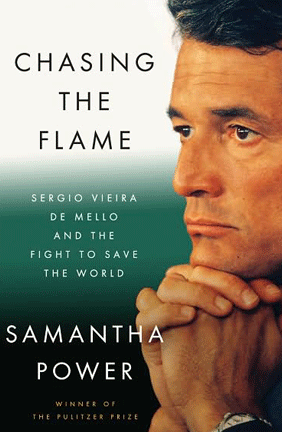 CHASING
THE
FLAME
SERGIO VIEIRA
DE MELLO
AND THE
FIGHT TO SAVE
THE WORLD
SAMANTHA
POWER
WINNER OF
THE PULITZER PRIZE